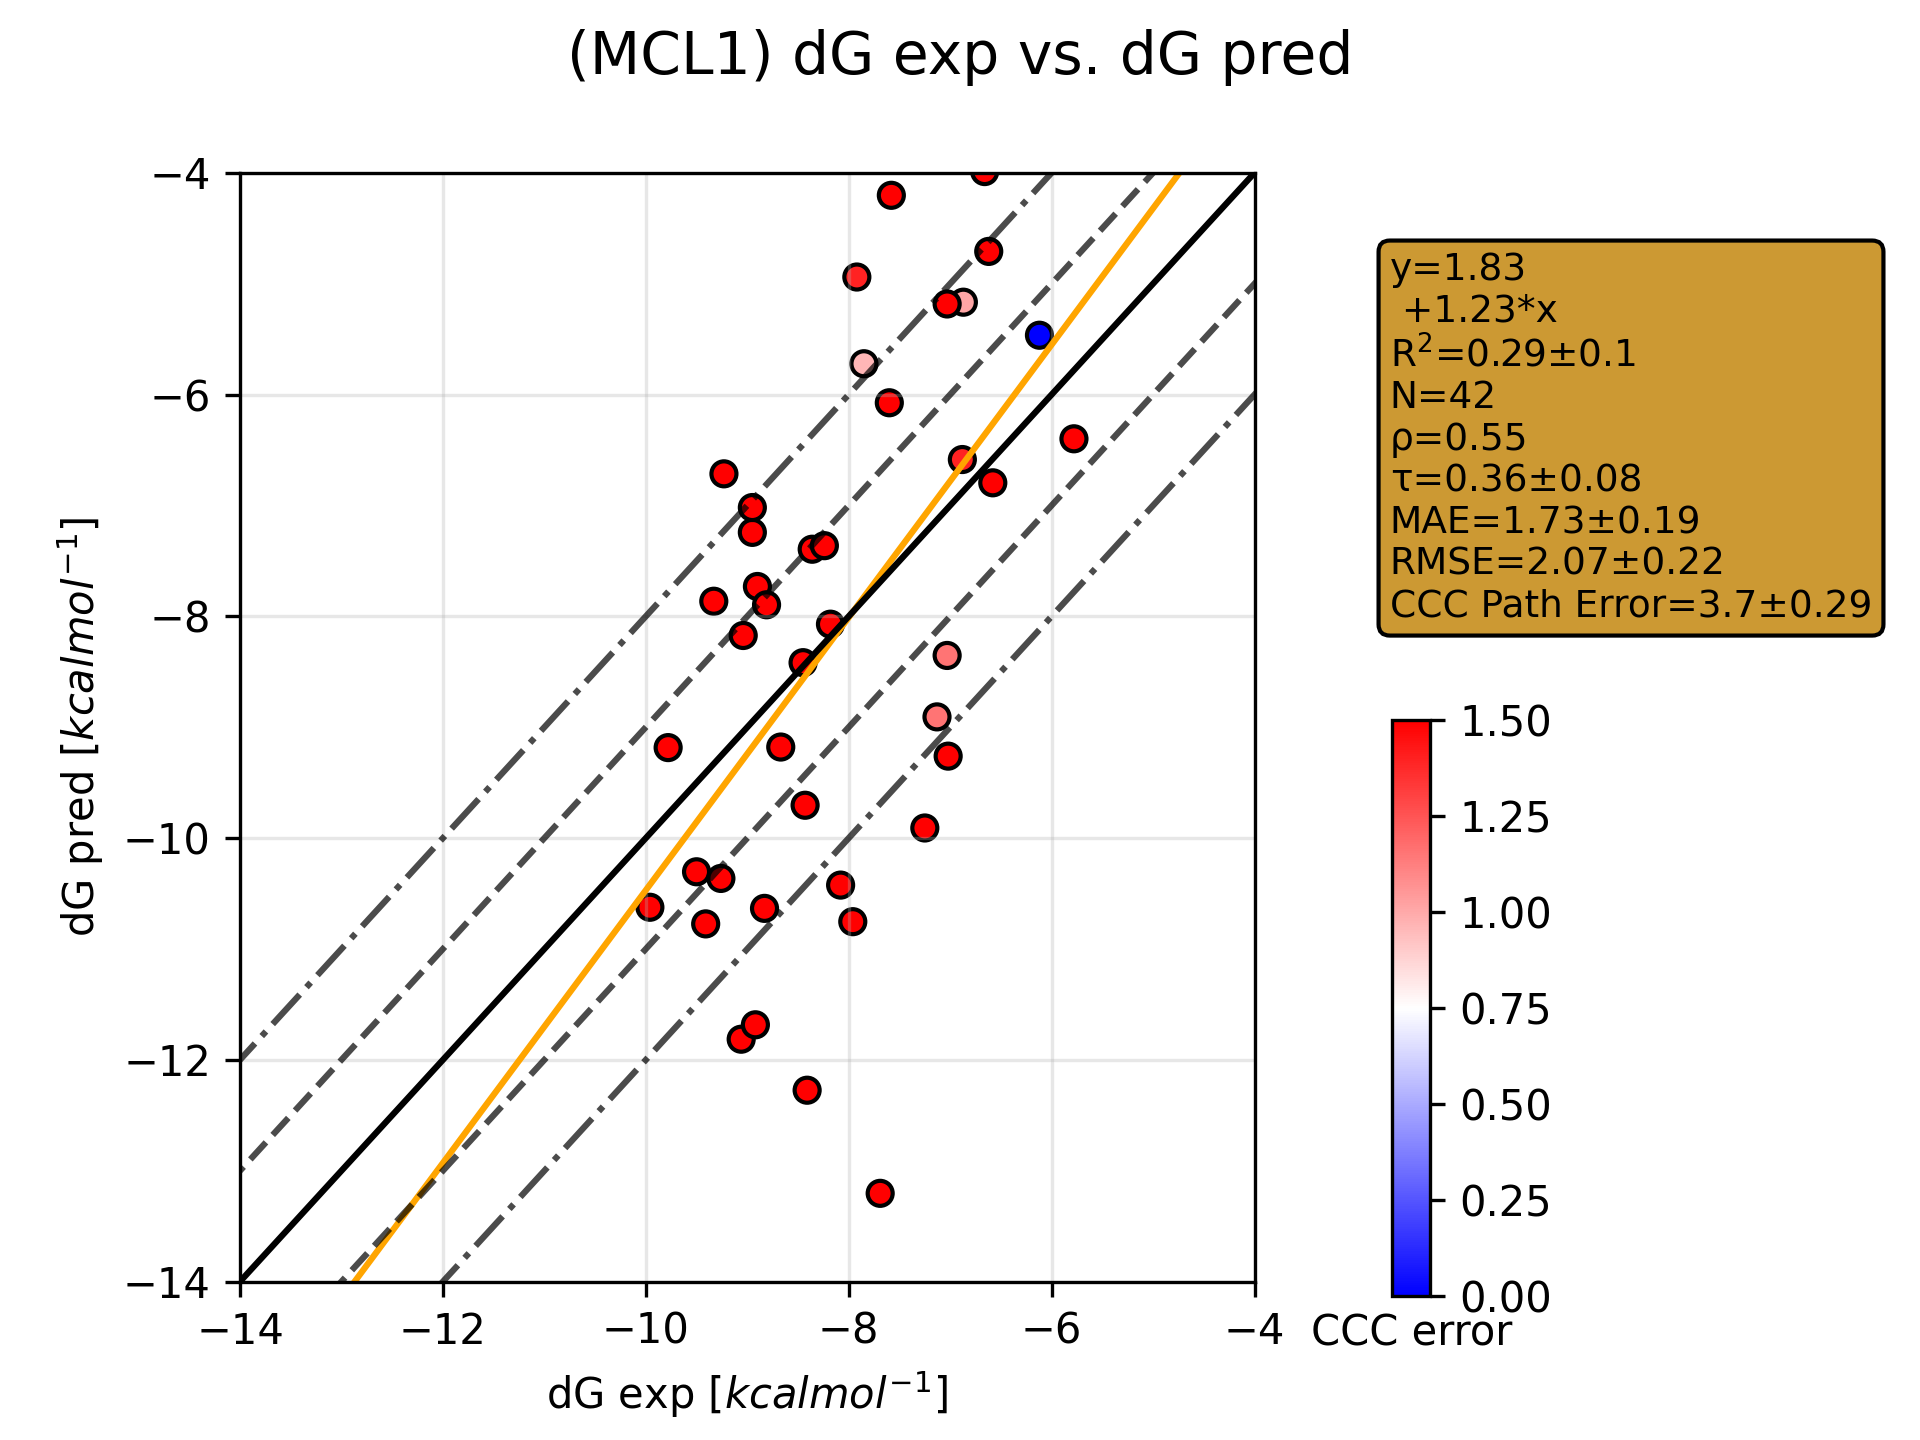 (MCL1) dG exp vs. dG pred
−4
−6
−8
−10
−12
−14
dG pred [kcalmol⁻¹]
−14
−12
−10
−8
−6
−4
dG exp [kcalmol⁻¹]
y=1.83
+1.23*x
R²=0.29±0.1
N=42
ρ=0.55
τ=0.36±0.08
MAE=1.73±0.19
RMSE=2.07±0.22
CCC Path Error=3.7±0.29
1.50
1.25
1.00
0.75
0.50
0.25
0.00
CCC error